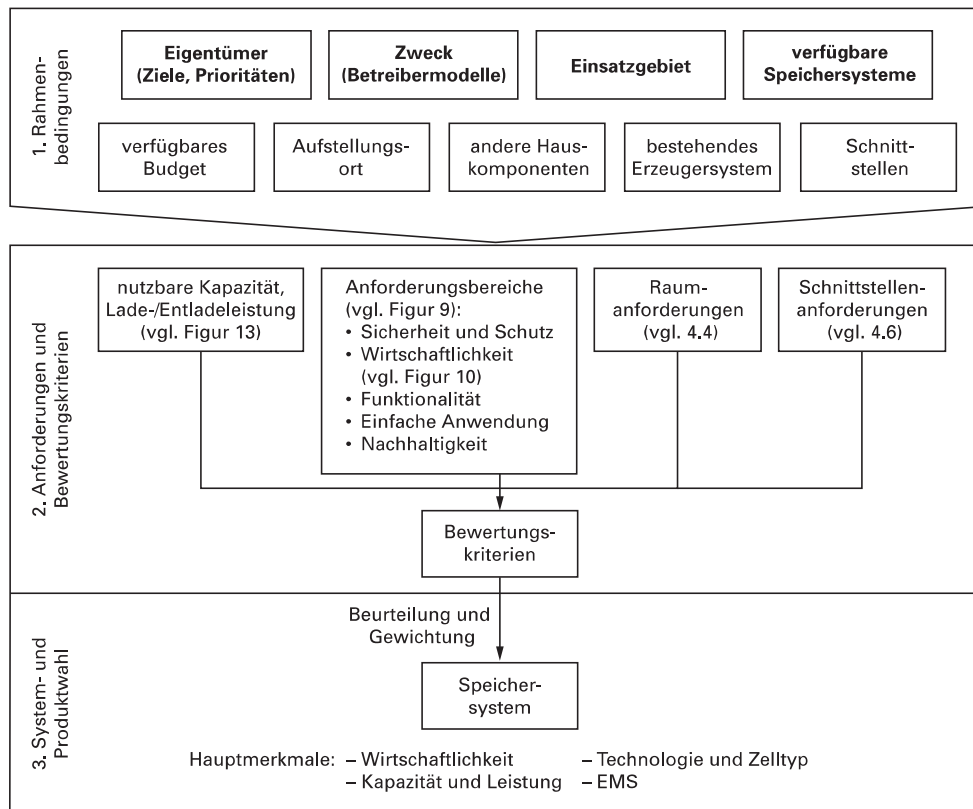 1. Rahmen-
bedingungen
Eigentümer
(Ziele, Prioritäten)
Zweck
(Betreibermodelle)
Einsatzgebiet
verfügbare
Speichersysteme
verfügbares
Budget
Aufstellungs-
ort
andere Haus-
komponenten
bestehendes
Erzeugersystem
Schnitt-
stellen
2. Anforderungen und
Bewertungskriterien
nutzbare Kapazität,
Lade-/Entladeleistung
(vgl. Figur 13)
Anforderungsbereiche
(vgl. Figur 9):
• Sicherheit und Schutz
• Wirtschaftlichkeit
(vgl. Figur 10)
• Funktionalität
• Einfache Anwendung
• Nachhaltigkeit
Raum-
anforderungen
(vgl. 4.4)
Schnittstellen-
anforderungen
(vgl. 4.6)
Bewertungs-
kriterien
3. System- und
Produktwahl
Beurteilung und
Gewichtung
Speicher-
system
Hauptmerkmale: – Wirtschaftlichkeit – Technologie und Zelltyp
– Kapazität und Leistung – EMS